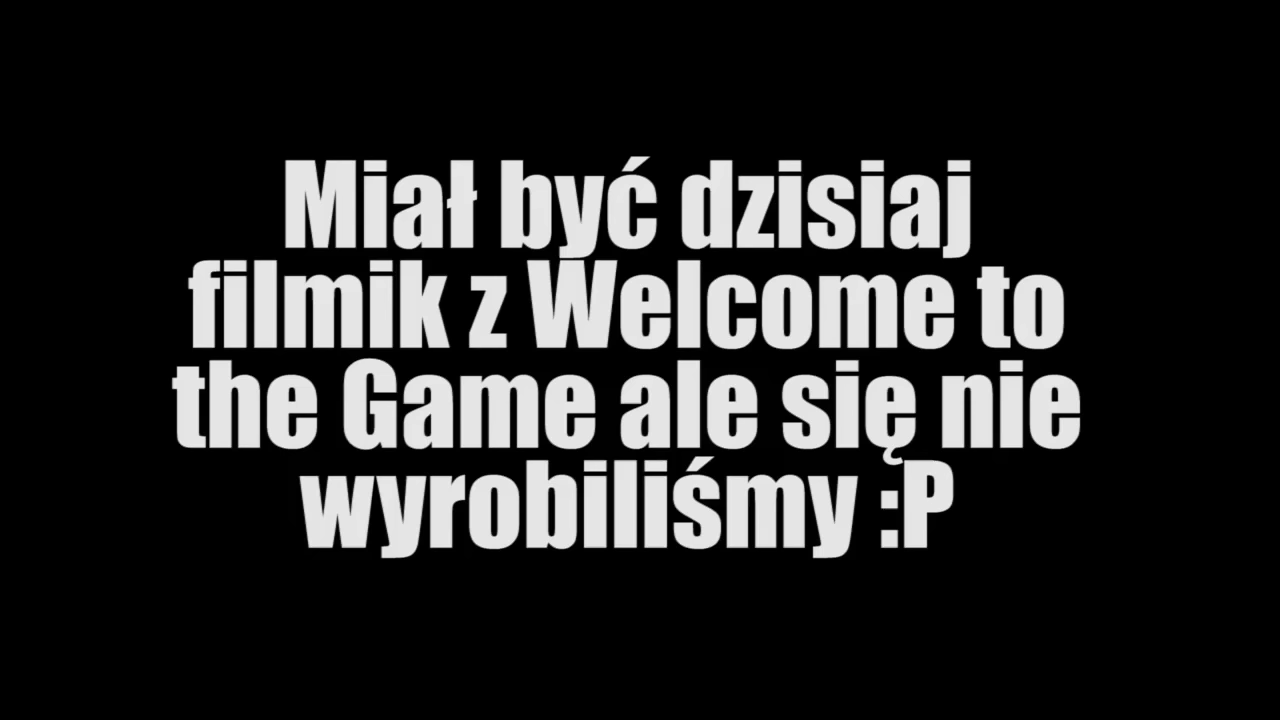 Miał być dzisiaj
filmik z Welcome to
the Game ale się nie
wyrobiliśmy :P